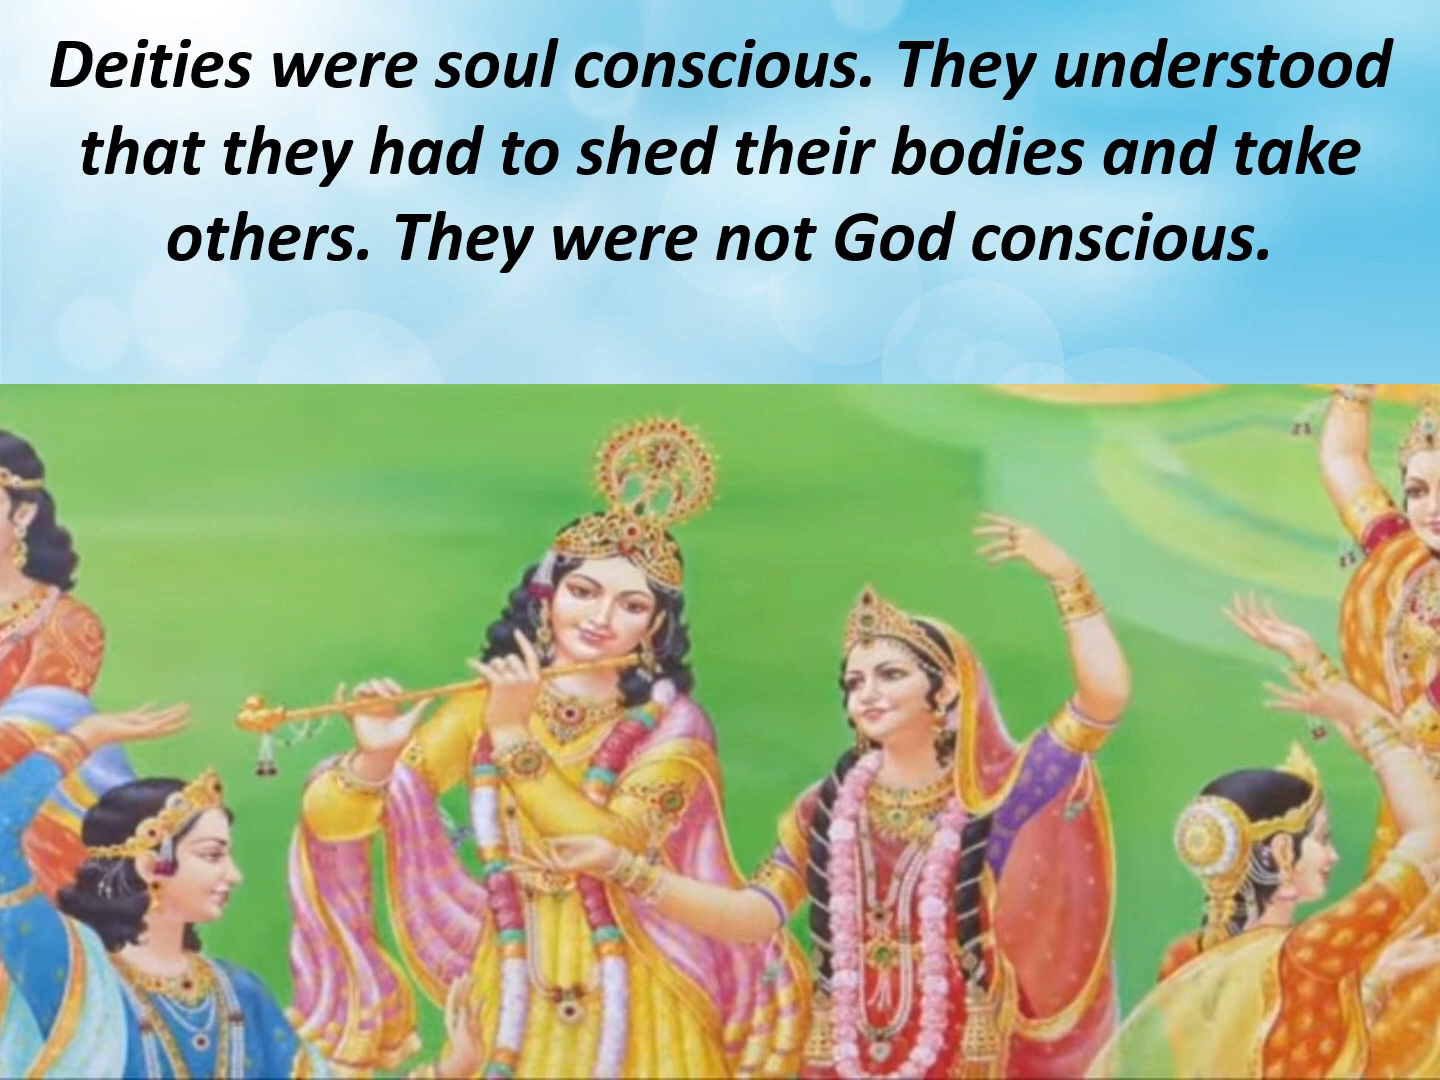 Deities were soul conscious. They understood
that they had to shed their bodies and take
others. They were not God conscious.